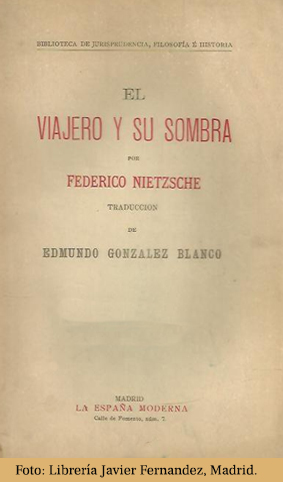 BIBLIOTECA DE JURISPRUDENCIA, FILOSOFÍA É HISTORIA
EL
VIAJERO Y SU SOMBRA
POR
FEDERICO NIETZSCHE
TRADUCCION
DE
EDMUNDO GONZALEZ BLANCO
MADRID
LA ESPAÑA MODERNA
Calle de Fomento, núm. 7
Foto: Librería Javier Fernandez, Madrid.